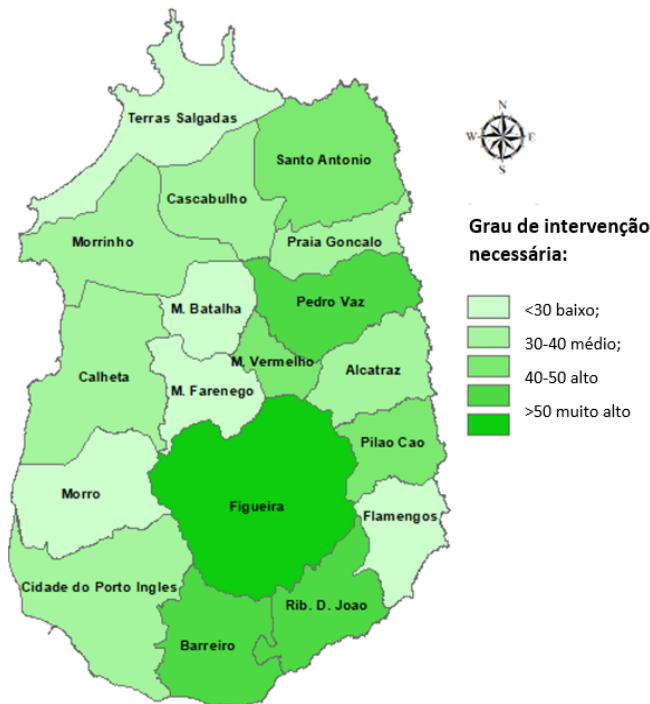 N
W E
S
Terras Salgadas
Santo Antonio
Cascabulho
Morrinho
Praia Goncalo
M. Batalha
Pedro Vaz
M. Vermelho
Calheta
M. Farenego
Alcatraz
Pilao Cao
Morro
Figueira
Flamengos
Cidade do Porto Ingles
Rib. D. Joao
Barreiro
Grau de intervenção
necessária:
<30 baixo;
30-40 médio;
40-50 alto
>50 muito alto